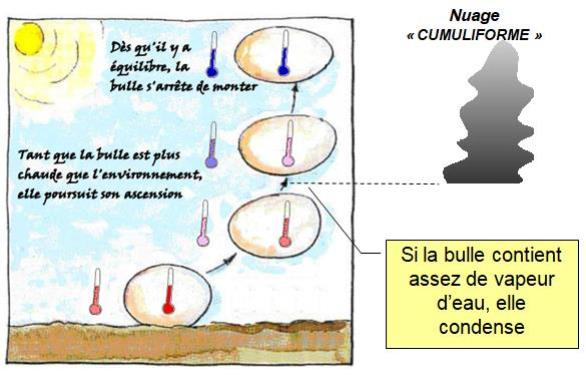 Nuage
« CUMULIFORME »
Dès qu'il y a
équilibre, la
bulle s'arrête de monter
Tant que la bulle est plus
chaude que l'environnement,
elle poursuit son ascension
Si la bulle contient
assez de vapeur
d'eau, elle
condense